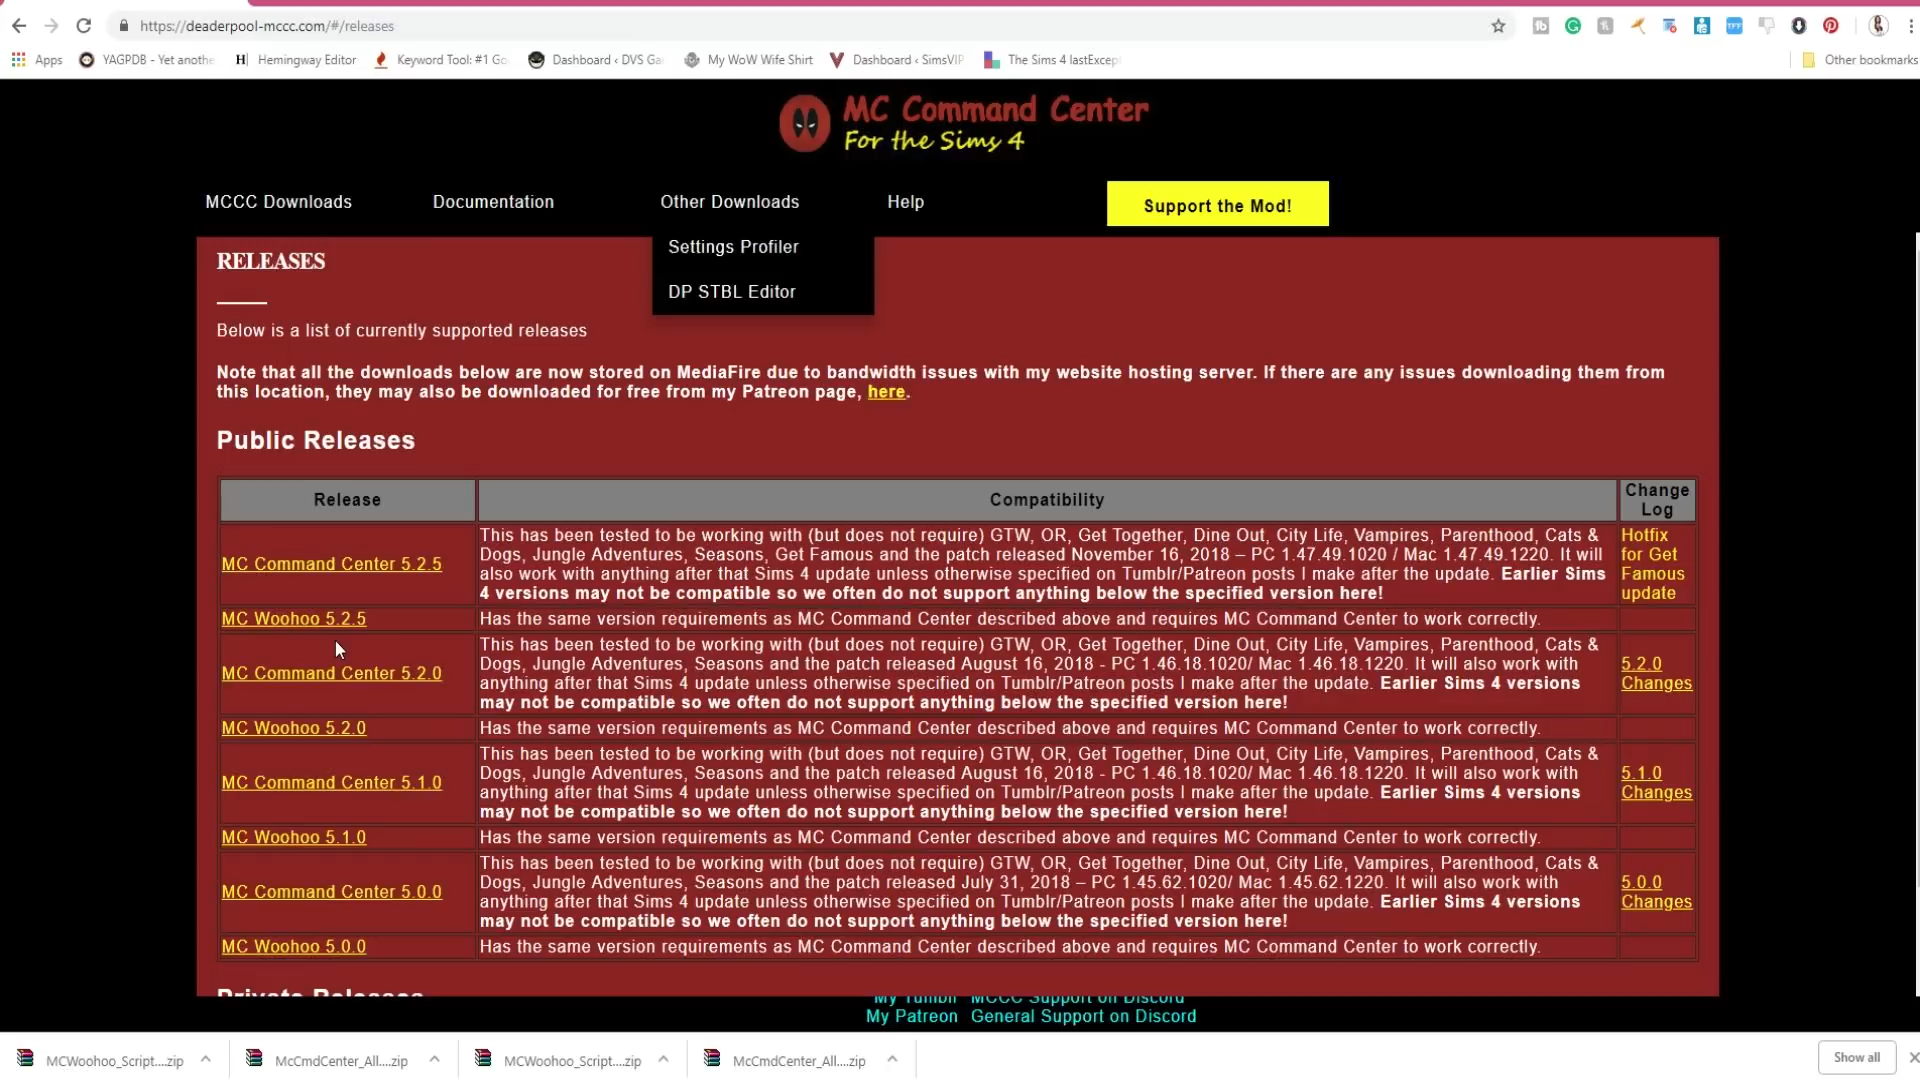 https://deaderpool-mccc.com/#/releases
Apps YAGPDB - Yet anothe Hemingway Editor Keyword Tool: #1 Go Dashboard ‹ DVS Ga My WoW Wife Shirt Dashboard ‹ SimsVIP The Sims 4 lastExcep Other bookmarks
MC Command Center
For the Sims 4
MCCC Downloads Documentation Other Downloads Help Support the Mod!
Settings Profiler
DP STBL Editor
RELEASES
Below is a list of currently supported releases
Note that all the downloads below are now stored on MediaFire due to bandwidth issues with my website hosting server. If there are any issues downloading them from
this location, they may also be downloaded for free from my Patreon page, here.
Public Releases
Release Compatibility Change Log
MC Command Center 5.2.5
This has been tested to be working with (but does not require) GTW, OR, Get Together, Dine Out, City Life, Vampires, Parenthood, Cats &
Dogs, Jungle Adventures, Seasons, Get Famous and the patch released November 16, 2018 – PC 1.47.49.1020 / Mac 1.47.49.1220. It will
also work with anything after that Sims 4 update unless otherwise specified on Tumblr/Patreon posts I make after the update. Earlier Sims
4 versions may not be compatible so we often do not support anything below the specified version here!
Hotfix
for Get
Famous
update
MC Woohoo 5.2.5 Has the same version requirements as MC Command Center described above and requires MC Command Center to work correctly.
MC Command Center 5.2.0
This has been tested to be working with (but does not require) GTW, OR, Get Together, Dine Out, City Life, Vampires, Parenthood, Cats &
Dogs, Jungle Adventures, Seasons and the patch released August 16, 2018 - PC 1.46.18.1020/ Mac 1.46.18.1220. It will also work with
anything after that Sims 4 update unless otherwise specified on Tumblr/Patreon posts I make after the update. Earlier Sims 4 versions
may not be compatible so we often do not support anything below the specified version here!
5.2.0
Changes
MC Woohoo 5.2.0 Has the same version requirements as MC Command Center described above and requires MC Command Center to work correctly.
MC Command Center 5.1.0
This has been tested to be working with (but does not require) GTW, OR, Get Together, Dine Out, City Life, Vampires, Parenthood, Cats &
Dogs, Jungle Adventures, Seasons and the patch released August 16, 2018 - PC 1.46.18.1020/ Mac 1.46.18.1220. It will also work with
anything after that Sims 4 update unless otherwise specified on Tumblr/Patreon posts I make after the update. Earlier Sims 4 versions
may not be compatible so we often do not support anything below the specified version here!
5.1.0
Changes
MC Woohoo 5.1.0 Has the same version requirements as MC Command Center described above and requires MC Command Center to work correctly.
MC Command Center 5.0.0
This has been tested to be working with (but does not require) GTW, OR, Get Together, Dine Out, City Life, Vampires, Parenthood, Cats &
Dogs, Jungle Adventures, Seasons and the patch released July 31, 2018 – PC 1.45.62.1020/ Mac 1.45.62.1220. It will also work with
anything after that Sims 4 update unless otherwise specified on Tumblr/Patreon posts I make after the update. Earlier Sims 4 versions
may not be compatible so we often do not support anything below the specified version here!
5.0.0
Changes
MC Woohoo 5.0.0 Has the same version requirements as MC Command Center described above and requires MC Command Center to work correctly.
Private Releases
My Tumblr MCCC Support on Discord
My Patreon General Support on Discord
MCWoohoo_Script....zip McCmdCenter_All....zip MCWoohoo_Script....zip McCmdCenter_All....zip Show all